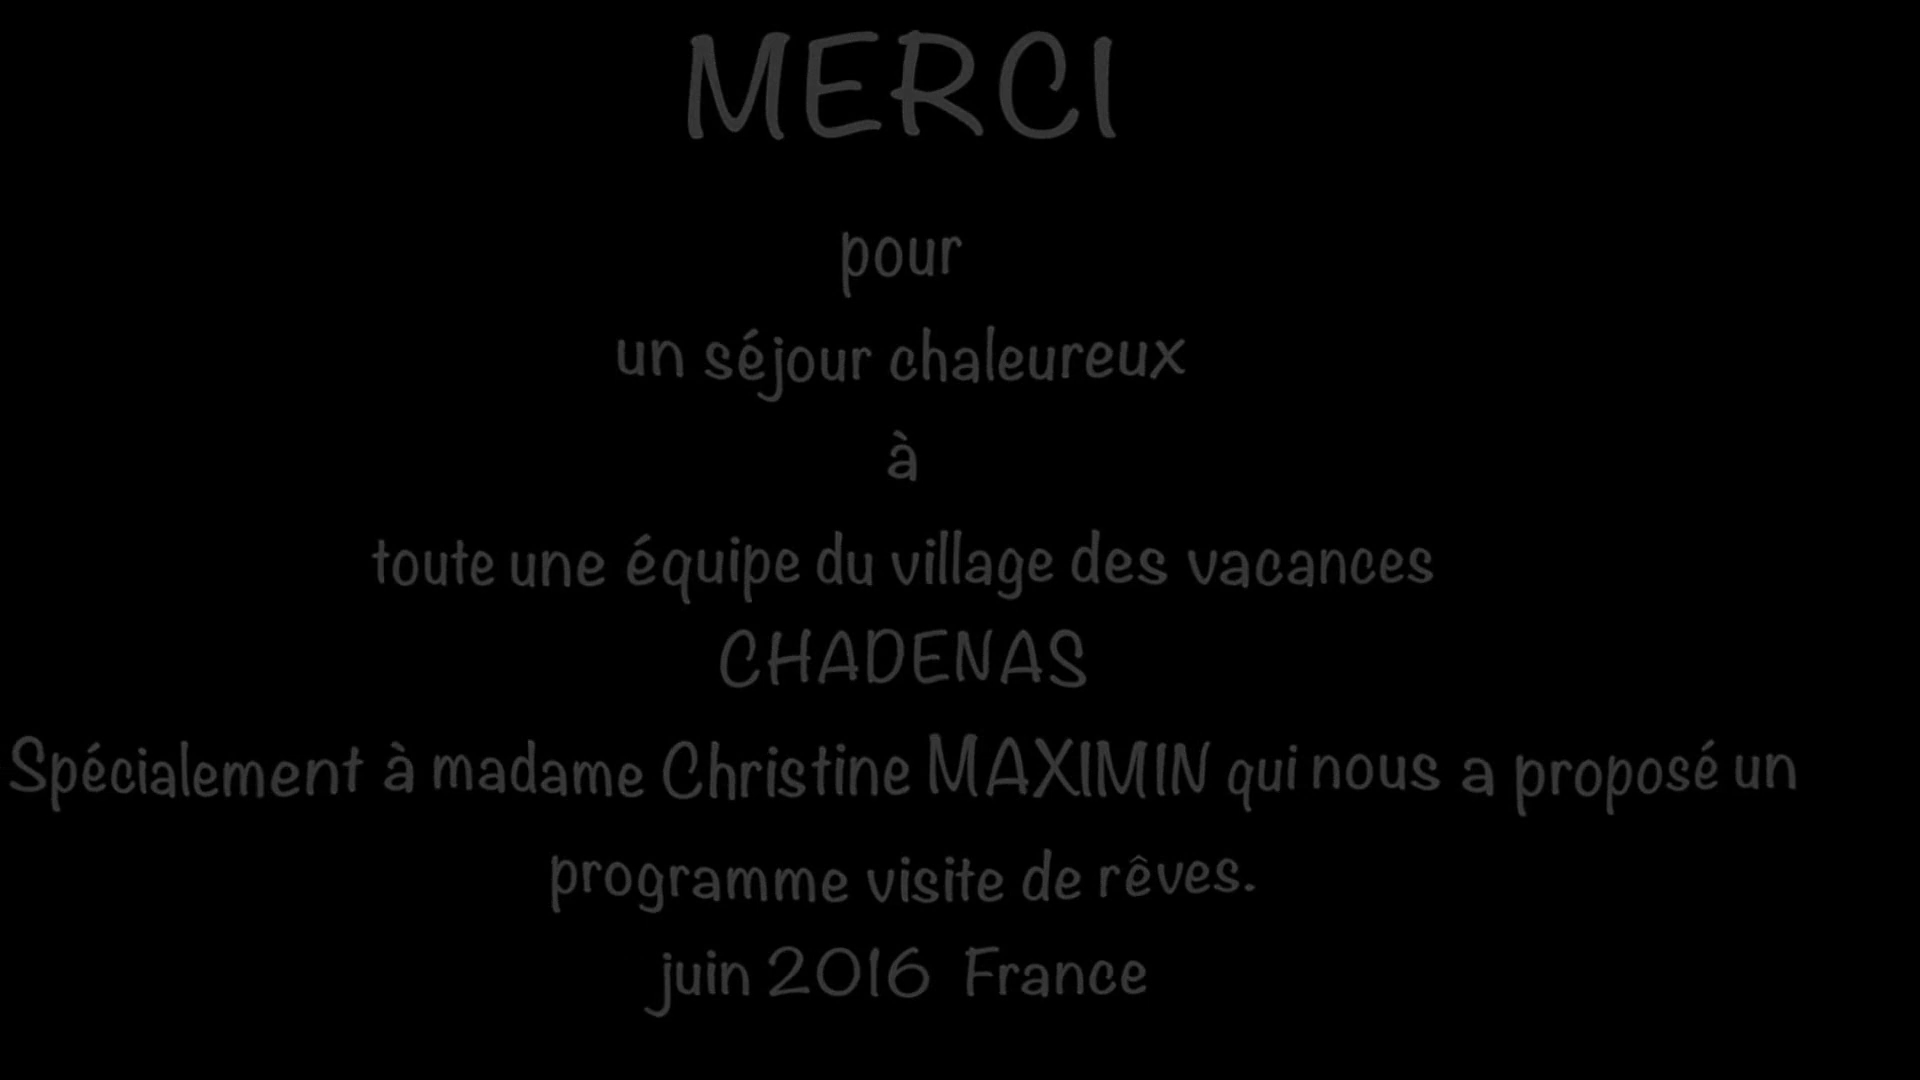 MERCI
pour
un séjour chaleureux
à
toute une équipe du village des vacances
CHADENAS
Spécialement à madame Christine MAXIMIN qui nous a proposé un
programme visite de rêves.
juin 2016 France